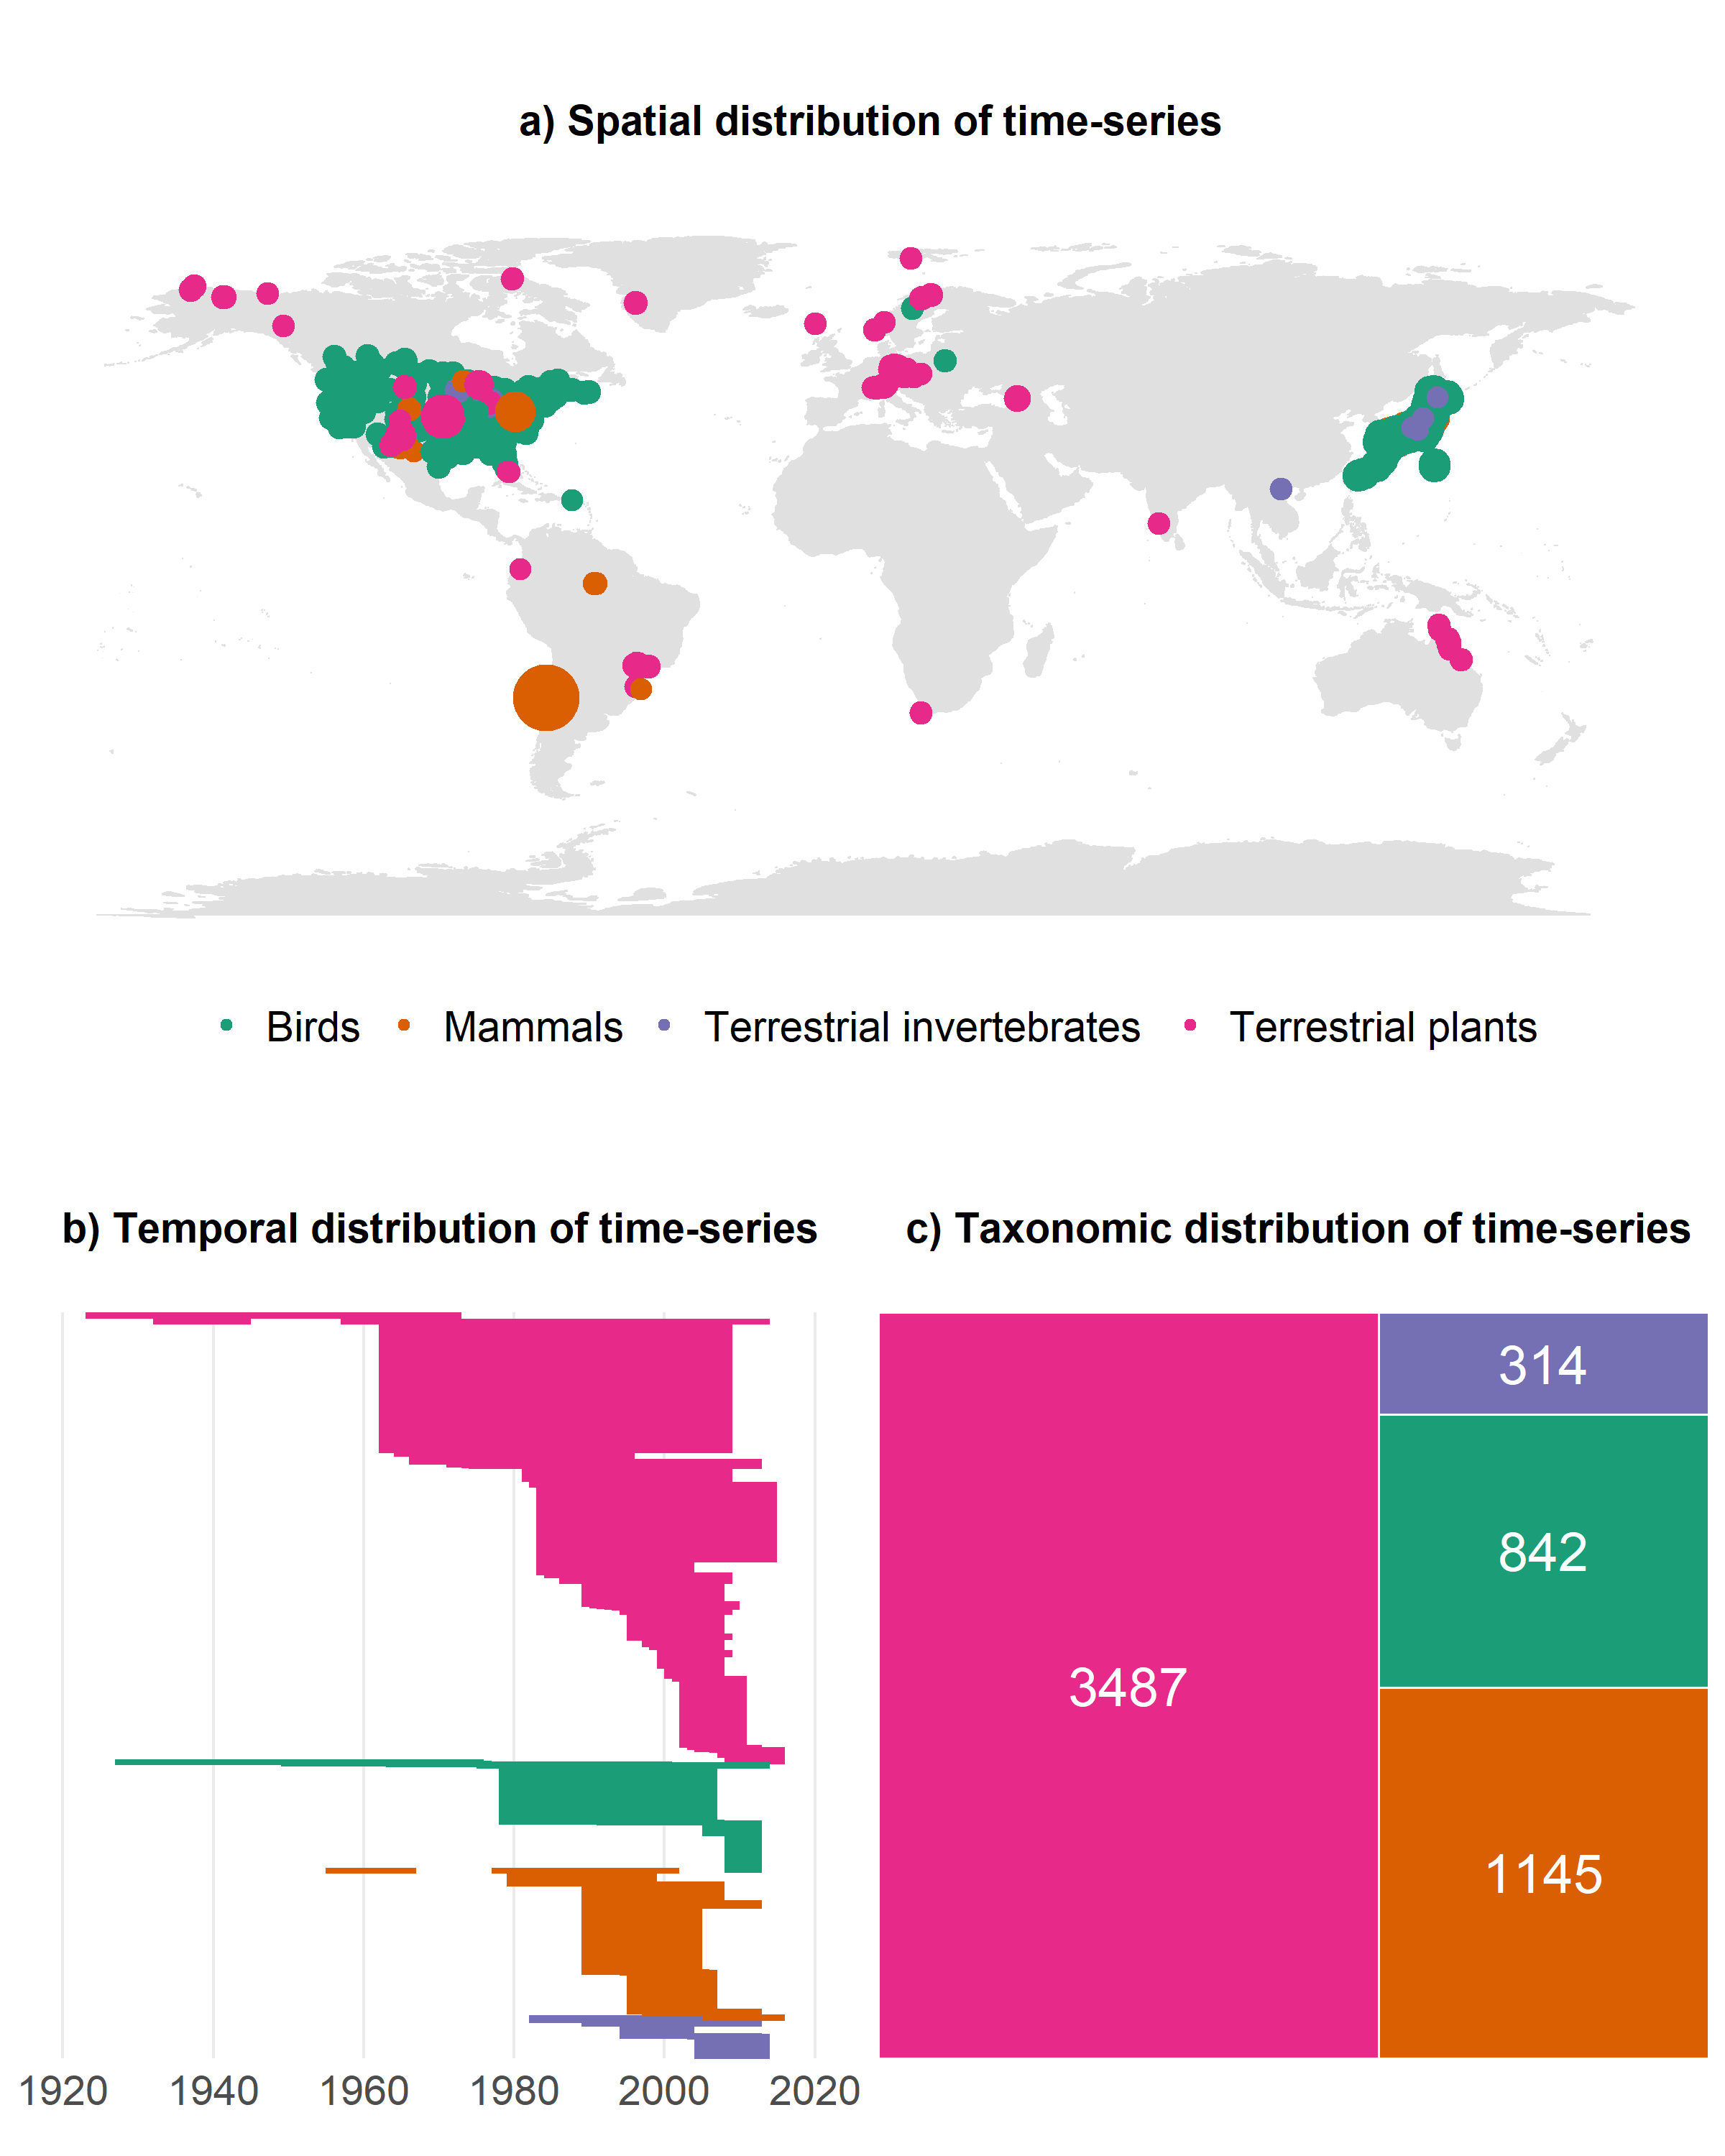 a) Spatial distribution of time-series
Birds Mammals Terrestrial invertebrates Terrestrial plants
b) Temporal distribution of time-series
1920 1940 1960 1980 2000 2020
c) Taxonomic distribution of time-series
314
842
3487
1145